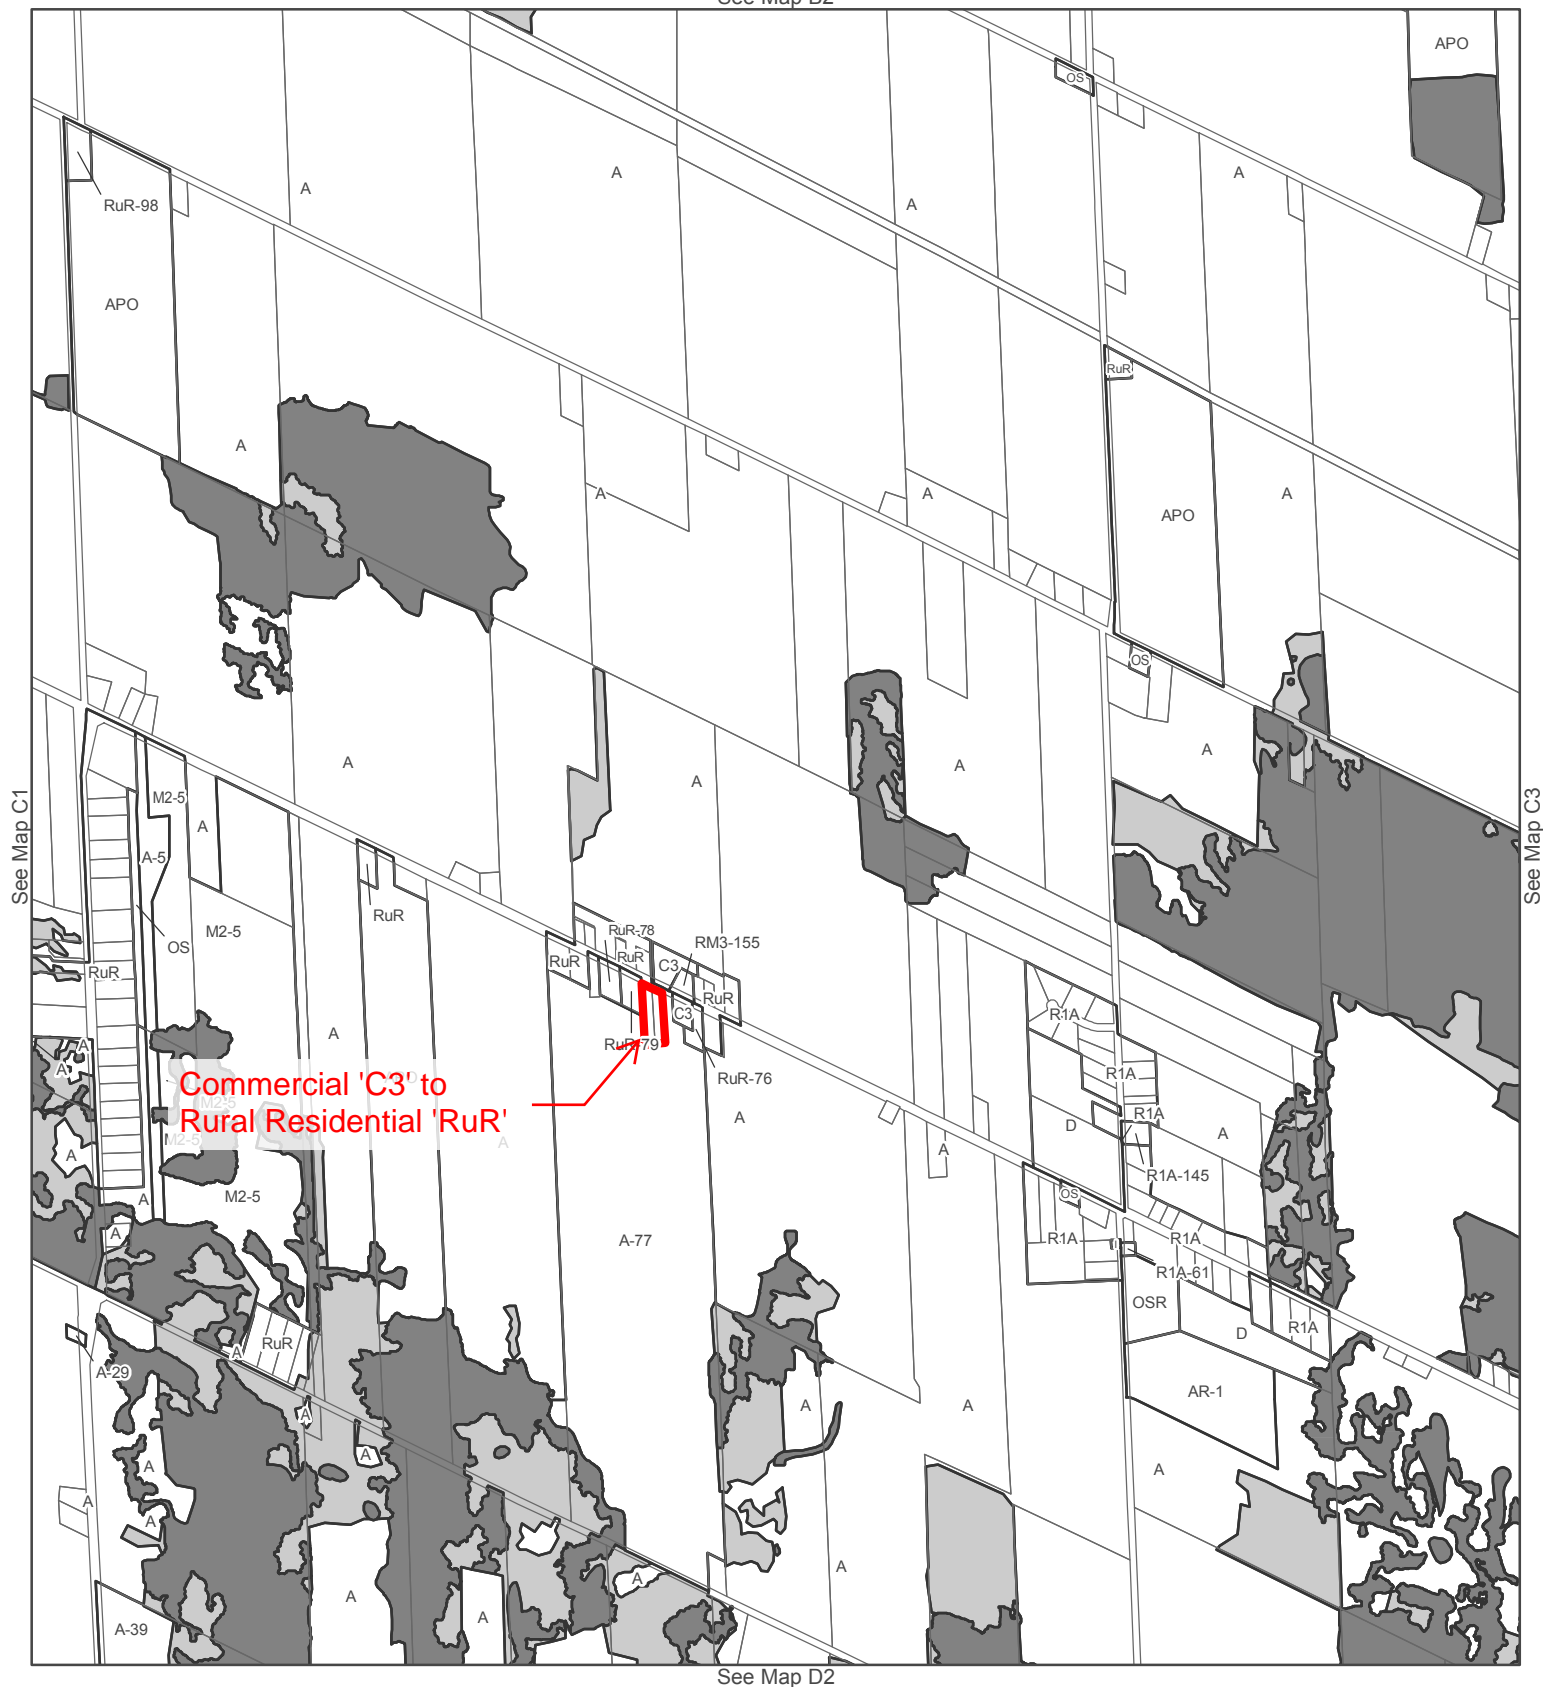 See Map B2
APO
OS
A
A
A
A
RuR-98
APO
RuR
A
A
A
A
APO
OS
A
A
A
A
See Map C1
See Map C3
M2-5
A
A-5
RuR
M2-5
OS
RuR
RuR-78
RM3-155
RuR
RuR
C3
RuR
C3
R1A
A
RuR-79
RuR-76
A
A
R1A
Commercial 'C3' to
Rural Residential 'RuR'
M2-5
M2-5
A
A
R1A
D
A
A
A
R1A-145
M2-5
A
OS
A
A-77
R1A
R1A
R1A-61
OSR
D
R1A
RuR
A
A-29
AR-1
A
A
A
A
A
A
A
A
A
A
A
A
A
A-39
See Map D2